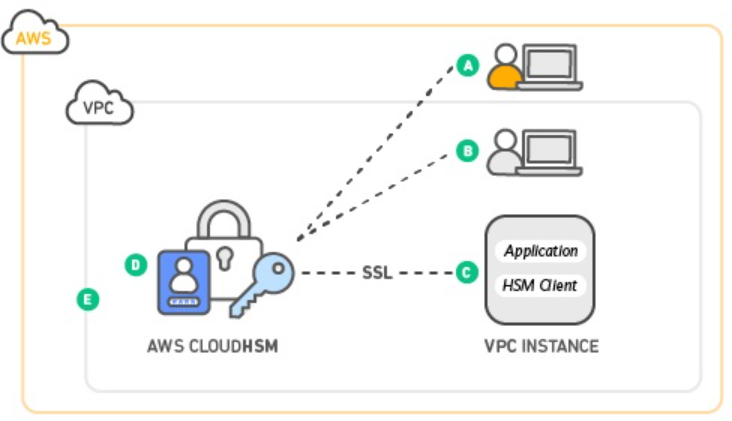 AWS
VPC
A
B
C
D
E
SSL
Application
HSM Client
AWS CLOUDHSM
VPC INSTANCE